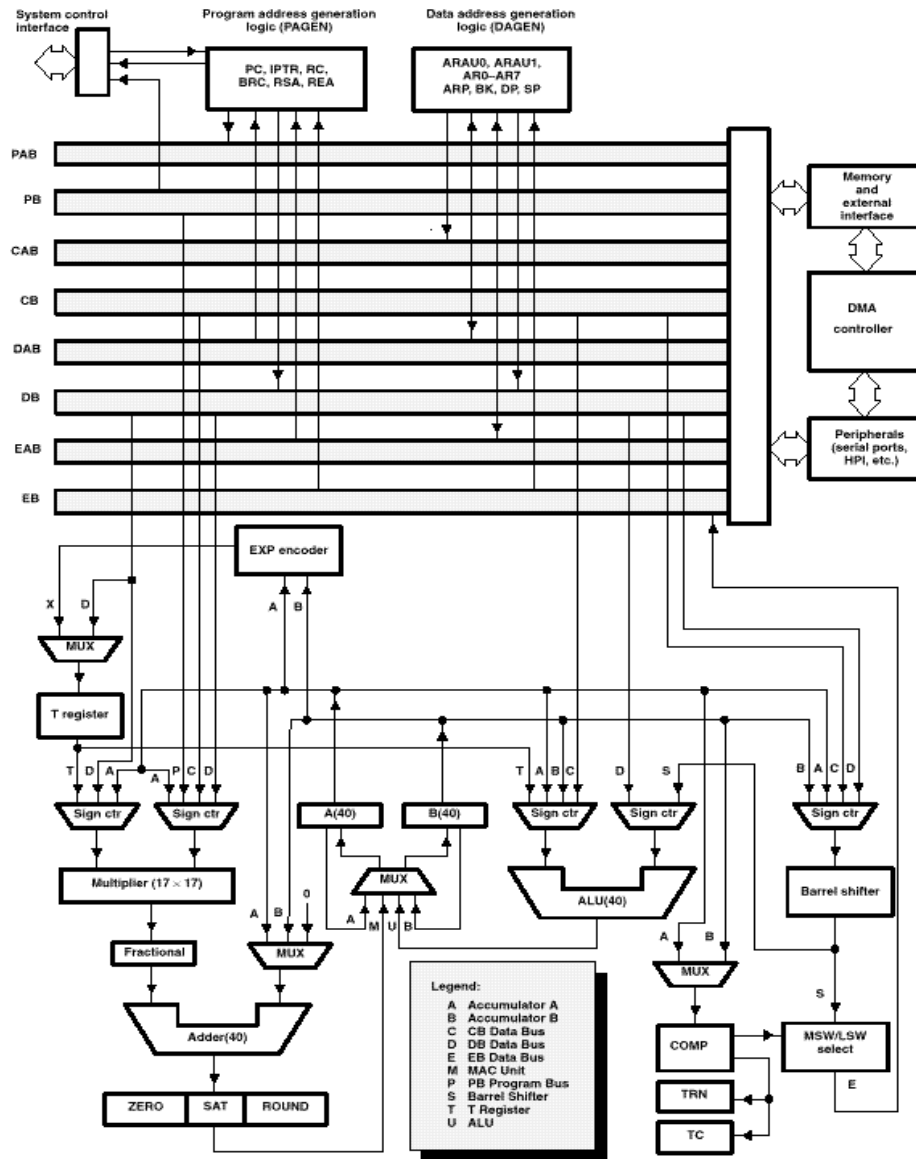 System control
interface
Program address generation
logic (PAGEN)
Data address generation
logic (DAGEN)
PC, IPTR, RC,
BRC, RSA, REA
ARAU0, ARAU1,
AR0–AR7
ARP, BK, DP, SP
PAB
PB
CAB
CB
DAB
DB
EAB
EB
Memory
and
external
interface
DMA
controller
Peripherals
(serial ports,
HPI, etc.)
EXP encoder
X
D
A
B
MUX
T register
T
D
A
A
P
C
D
T
A
B
C
D
S
B
A
C
D
Sign ctr
Sign ctr
A(40)
B(40)
Sign ctr
Sign ctr
Sign ctr
Multiplier (17 × 17)
MUX
ALU(40)
Barrel shifter
A
B
0
A
M
U
B
A
B
Fractional
MUX
MUX
S
Adder(40)
COMP
MSW/LSW
select
E
ZERO
SAT
ROUND
TRN
TC
Legend:
A Accumulator A
B Accumulator B
C CB Data Bus
D DB Data Bus
E EB Data Bus
M MAC Unit
P PB Program Bus
S Barrel Shifter
T T Register
U ALU